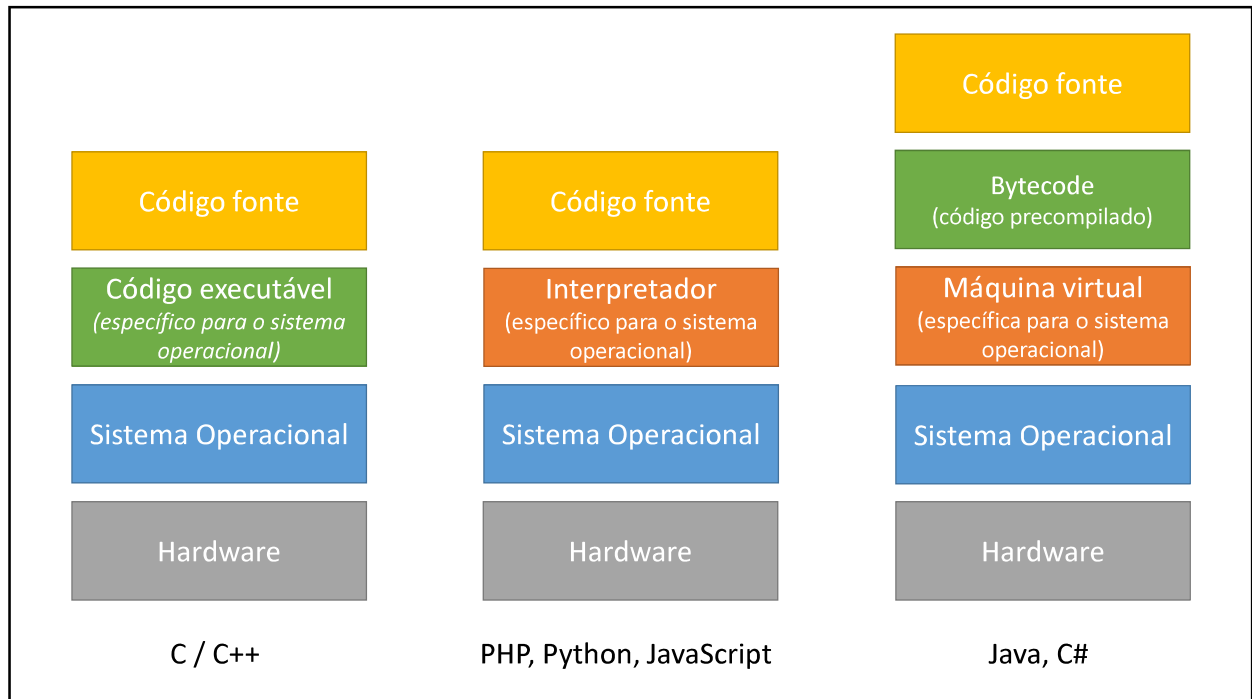 Código fonte
Código executável
(específico para o sistema
operacional)
Sistema Operacional
Hardware
C / C++
Código fonte
Interpretador
(específico para o sistema
operacional)
Sistema Operacional
Hardware
PHP, Python, JavaScript
Código fonte
Bytecode
(código precompilado)
Máquina virtual
(específica para o sistema
operacional)
Sistema Operacional
Hardware
Java, C#